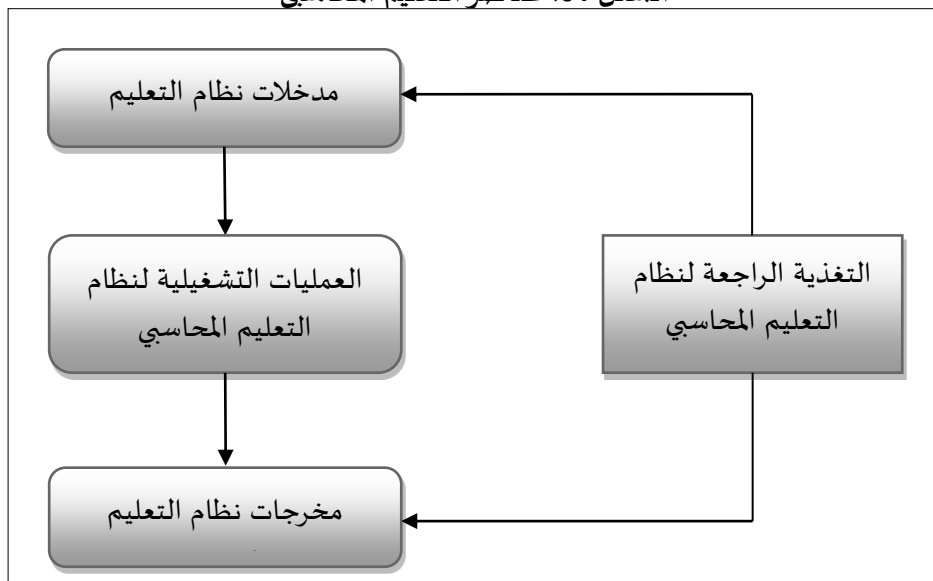 مدخلات نظام التعليم
العمليات التشغيلية لنظام
التعليم المحاسبي
التغذية الراجعة لنظام
التعليم المحاسبي
مخرجات نظام التعليم